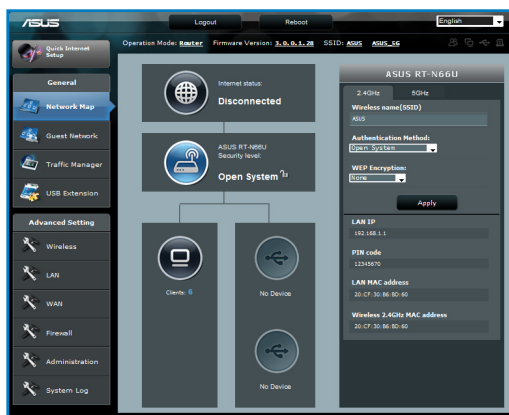 ASUS
Logout
Reboot
English
Quick Internet
Setup
Operation Mode: Router Firmware Version: 3.0.0.1.28 SSID: ASUS ASUS_5G
General
Network Map
Guest Network
Traffic Manager
USB Extension
Advanced Setting
Wireless
LAN
WAN
Firewall
Administration
System Log
Internet status:
Disconnected
ASUS RT-N66U
Security level:
Open System
Clients: 6
No Device
No Device
ASUS RT-N66U
2.4GHz 5GHz
Wireless name(SSID)
ASUS
Authentication Method:
Open System
WEP Encryption:
None
Apply
LAN IP
192.168.1.1
PIN code
12345670
LAN MAC address
20:CF:30:B6:BD:60
Wireless 2.4GHz MAC address
20:CF:30:B6:BD:60